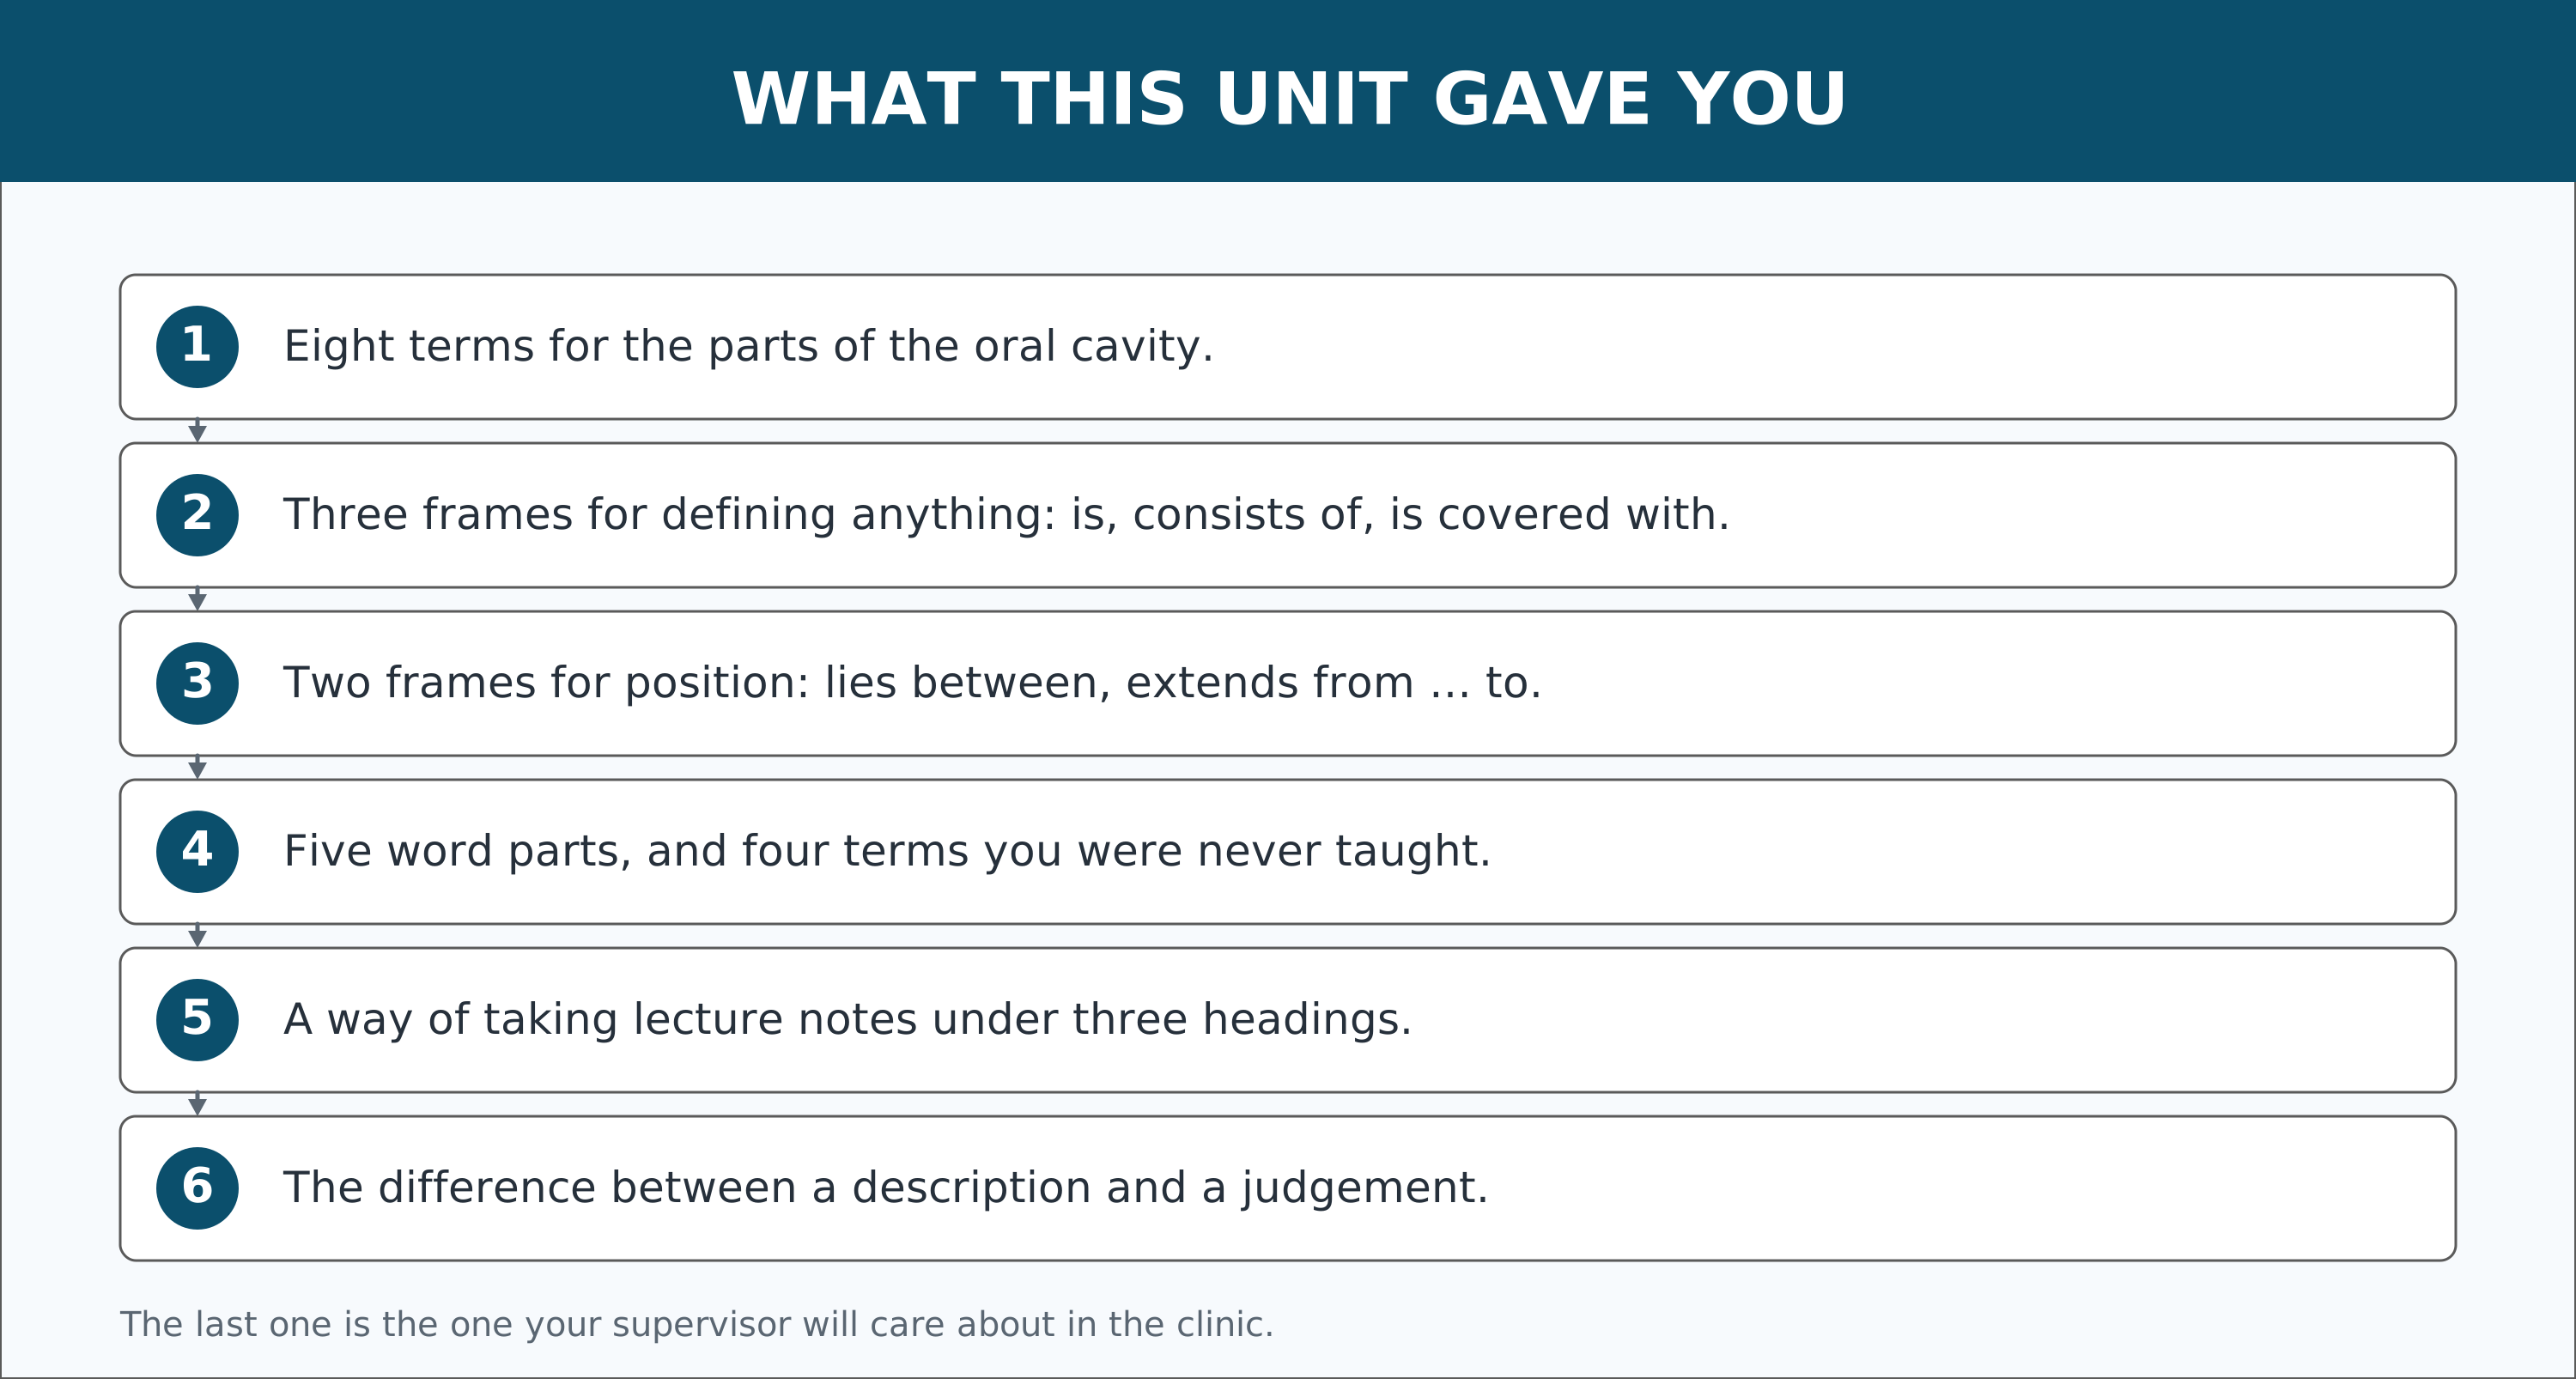 WHAT THIS UNIT GAVE YOU
1 Eight terms for the parts of the oral cavity.
2 Three frames for defining anything: is, consists of, is covered with.
3 Two frames for position: lies between, extends from ... to.
4 Five word parts, and four terms you were never taught.
5 A way of taking lecture notes under three headings.
6 The difference between a description and a judgement.
The last one is the one your supervisor will care about in the clinic.